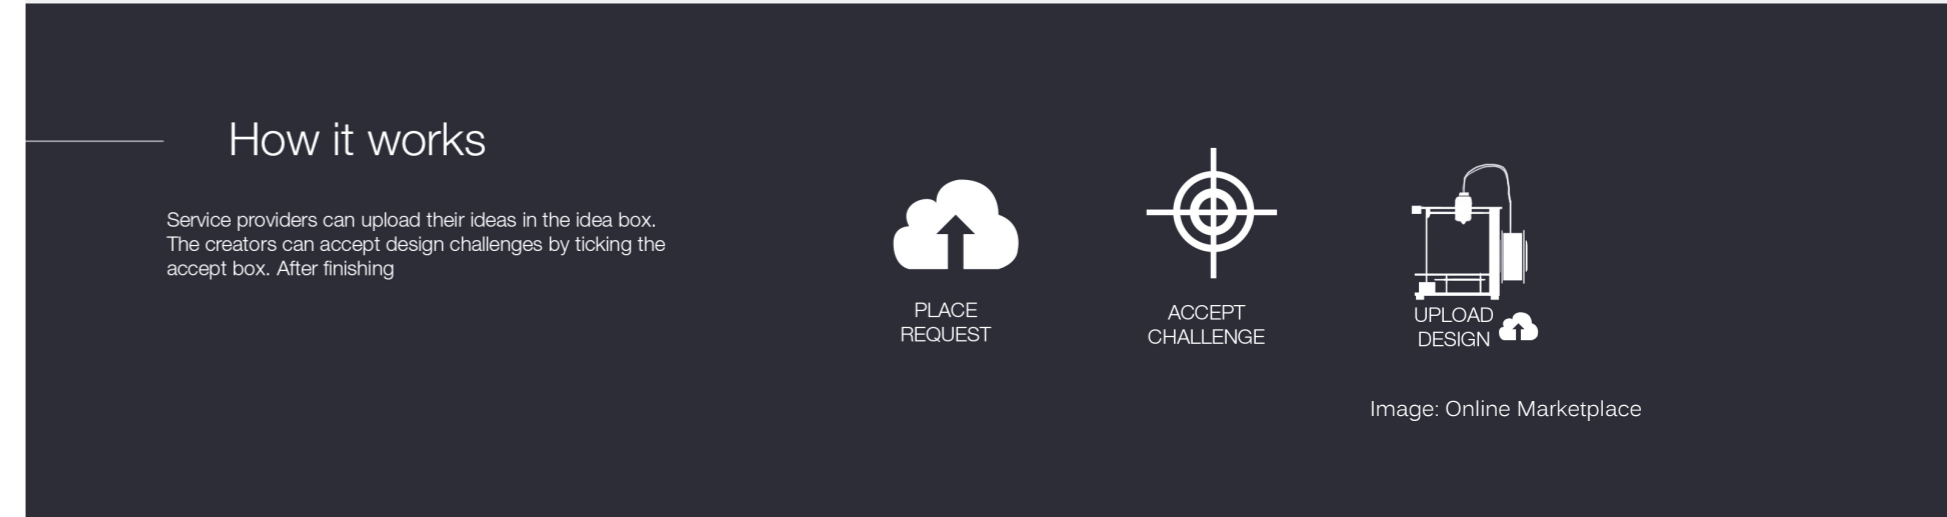 How it works
Service providers can upload their ideas in the idea box.
The creators can accept design challenges by ticking the
accept box. After finishing
PLACE
REQUEST
ACCEPT
CHALLENGE
UPLOAD
DESIGN
Image: Online Marketplace